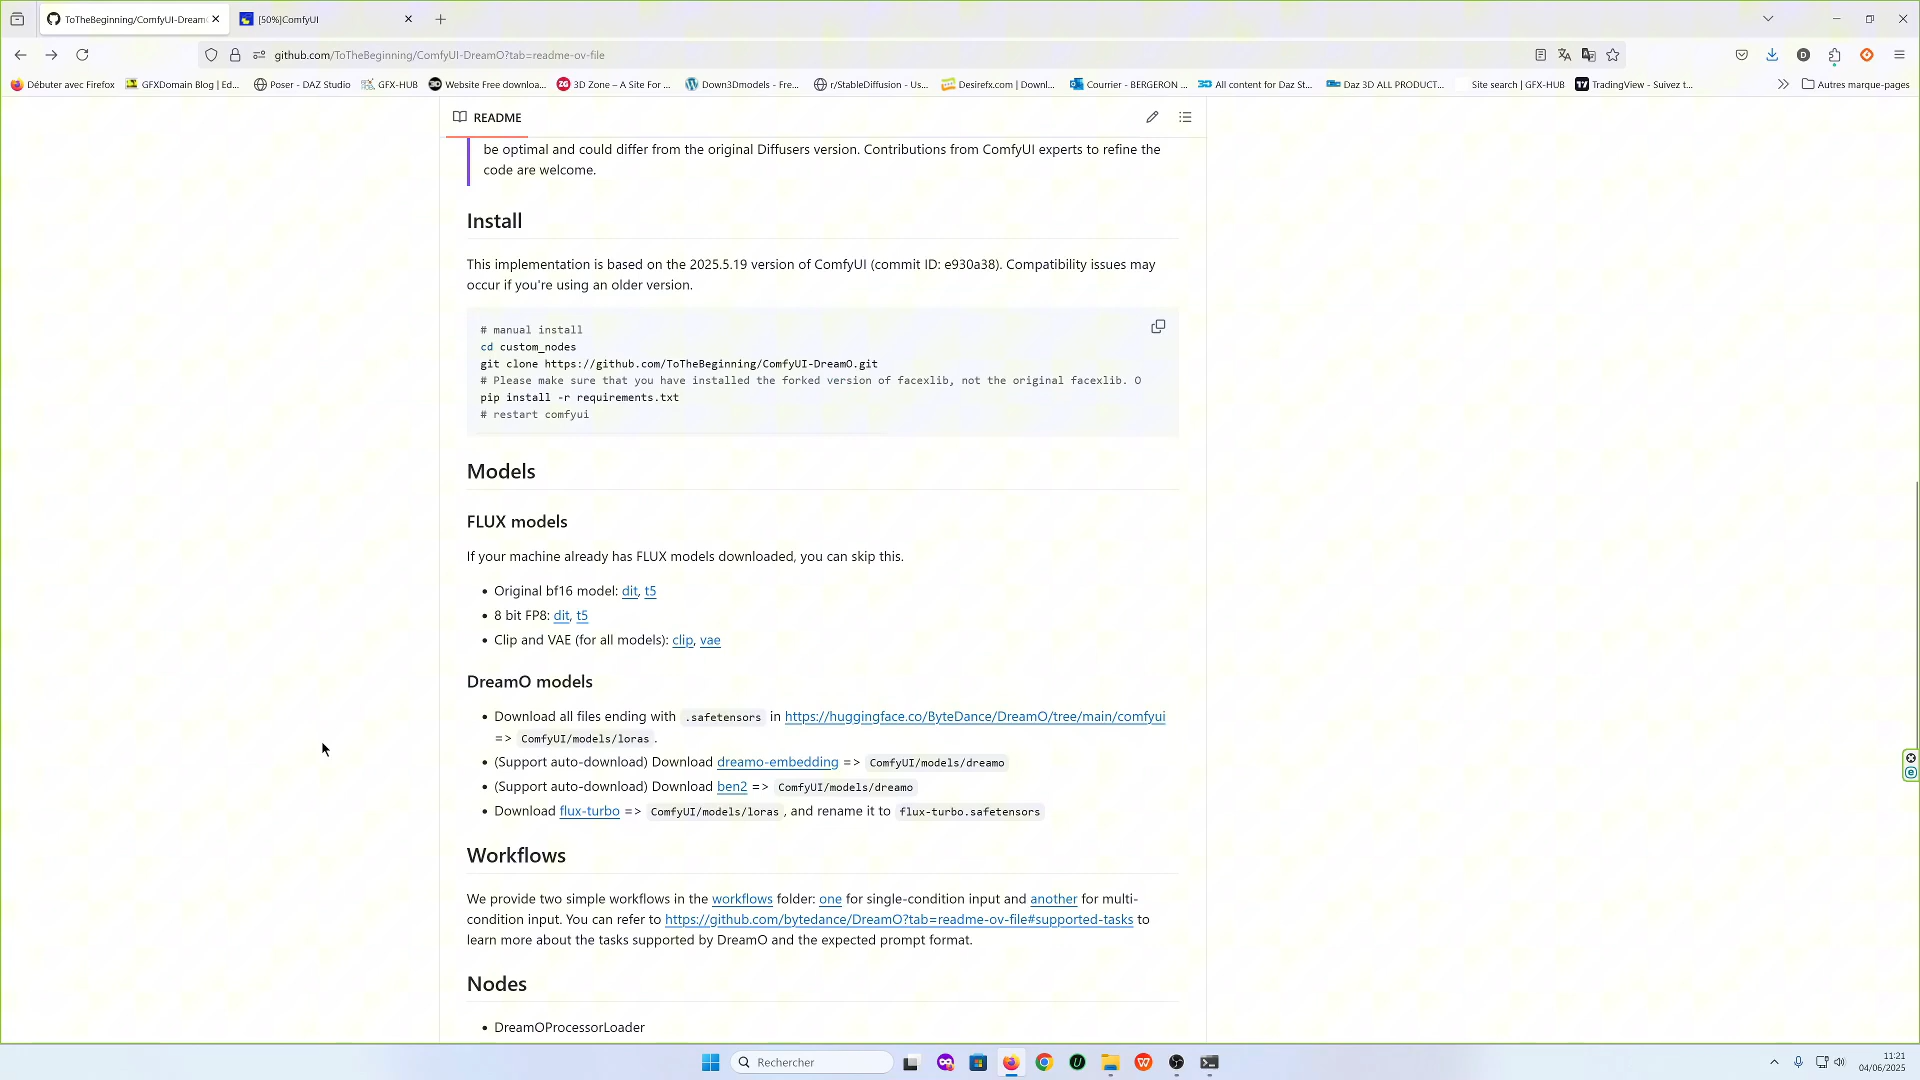 ToTheBeginning/ComfyUI-Dream
[50%]ComfyUI
github.com/ToTheBeginning/ComfyUI-DreamO?tab=readme-ov-file
Débuter avec Firefox
GFXDomain Blog | Ed...
Poser - DAZ Studio
GFX-HUB
Website Free downloa...
3D Zone – A Site For ...
Down3Dmodels - Fre...
r/StableDiffusion - Us...
Desirefx.com | Downl...
Courrier - BERGERON ...
All content for Daz St...
Daz 3D ALL PRODUCT...
Site search | GFX-HUB
TradingView - Suivez t...
Autres marque-pages
README
be optimal and could differ from the original Diffusers version. Contributions from ComfyUI experts to refine the
code are welcome.
Install
This implementation is based on the 2025.5.19 version of ComfyUI (commit ID: e930a38). Compatibility issues may
occur if you're using an older version.
# manual install
cd custom_nodes
git clone https://github.com/ToTheBeginning/ComfyUI-DreamO.git
# Please make sure that you have installed the forked version of facexlib, not the original facexlib. O
pip install -r requirements.txt
# restart comfyui
Models
FLUX models
If your machine already has FLUX models downloaded, you can skip this.
• Original bf16 model: dit, t5
• 8 bit FP8: dit, t5
• Clip and VAE (for all models): clip, vae
DreamO models
• Download all files ending with .safetensors in https://huggingface.co/ByteDance/DreamO/tree/main/comfyui
=> ComfyUI/models/loras .
• (Support auto-download) Download dreamo-embedding => ComfyUI/models/dreamo
• (Support auto-download) Download ben2 => ComfyUI/models/dreamo
• Download flux-turbo => ComfyUI/models/loras , and rename it to flux-turbo.safetensors
Workflows
We provide two simple workflows in the workflows folder: one for single-condition input and another for multi-
condition input. You can refer to https://github.com/bytedance/DreamO?tab=readme-ov-file#supported-tasks to
learn more about the tasks supported by DreamO and the expected prompt format.
Nodes
• DreamOProcessorLoader
Rechercher
11:21
04/06/2025